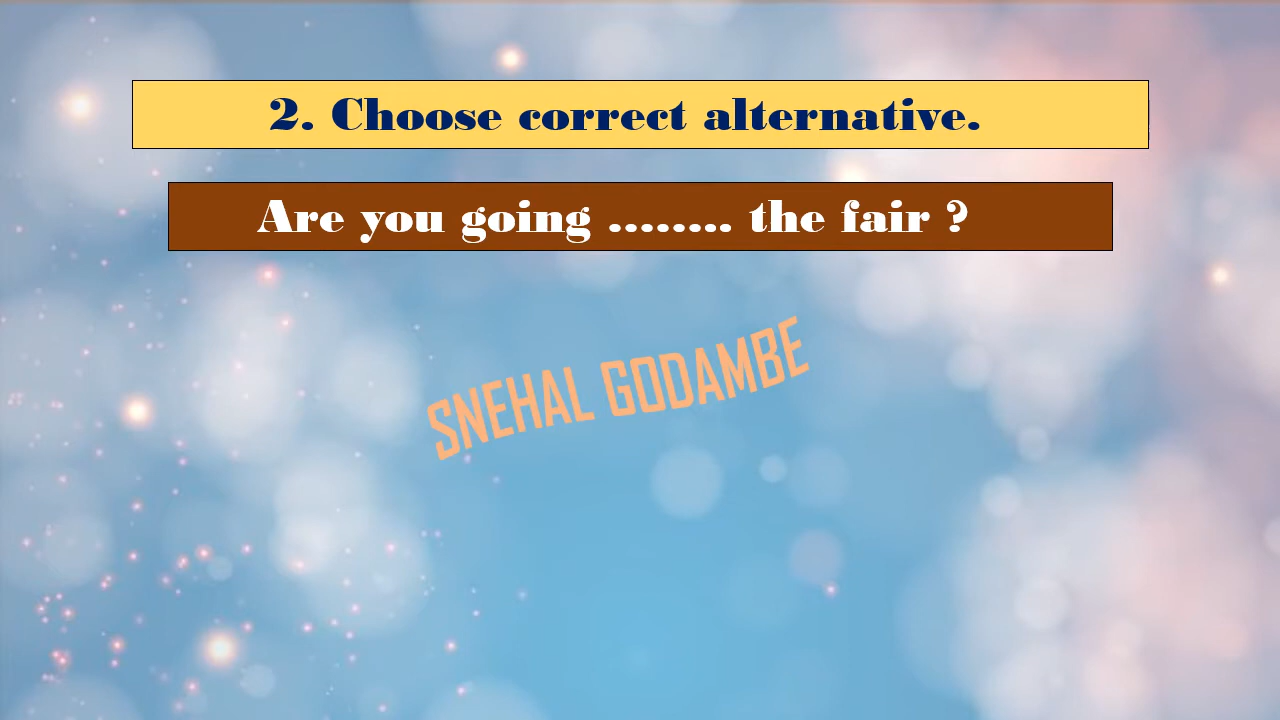 2. Choose correct alternative.
Are you going ........ the fair ?
SNEHAL GODAMBE